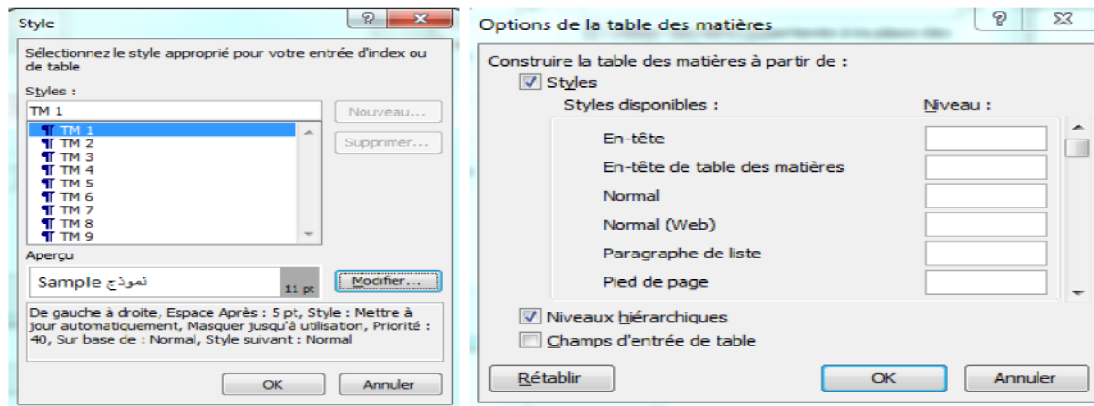 Style
Sélectionnez le style approprié pour votre entrée d'index ou
de table
Styles :
TM 1
Nouveau...
Supprimer...
¶ TM 1
¶ TM 2
¶ TM 3
¶ TM 4
¶ TM 5
¶ TM 6
¶ TM 7
¶ TM 8
¶ TM 9
Aperçu
Sample نموذج
11 pt
Modifier...
De gauche à droite, Espace Après : 5 pt, Style : Mettre à
jour automatiquement, Masquer jusqu'à utilisation, Priorité :
40, Sur base de : Normal, Style suivant : Normal
OK
Annuler
Options de la table des matières
Construire la table des matières à partir de :
Styles
Styles disponibles :
Niveau :
En-tête
En-tête de table des matières
Normal
Normal (Web)
Paragraphe de liste
Pied de page
Niveaux hiérarchiques
Champs d'entrée de table
Rétablir
OK
Annuler